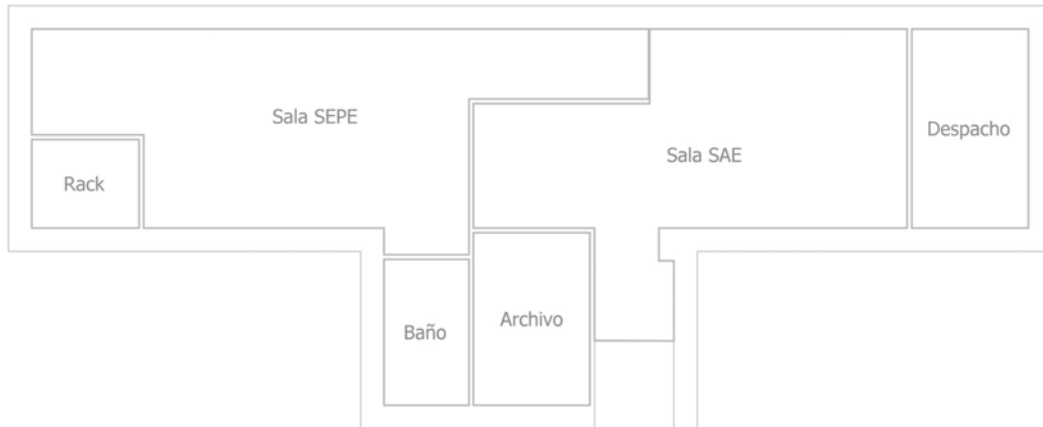 Sala SEPE
Despacho
Sala SAE
Rack
Archivo
Baño